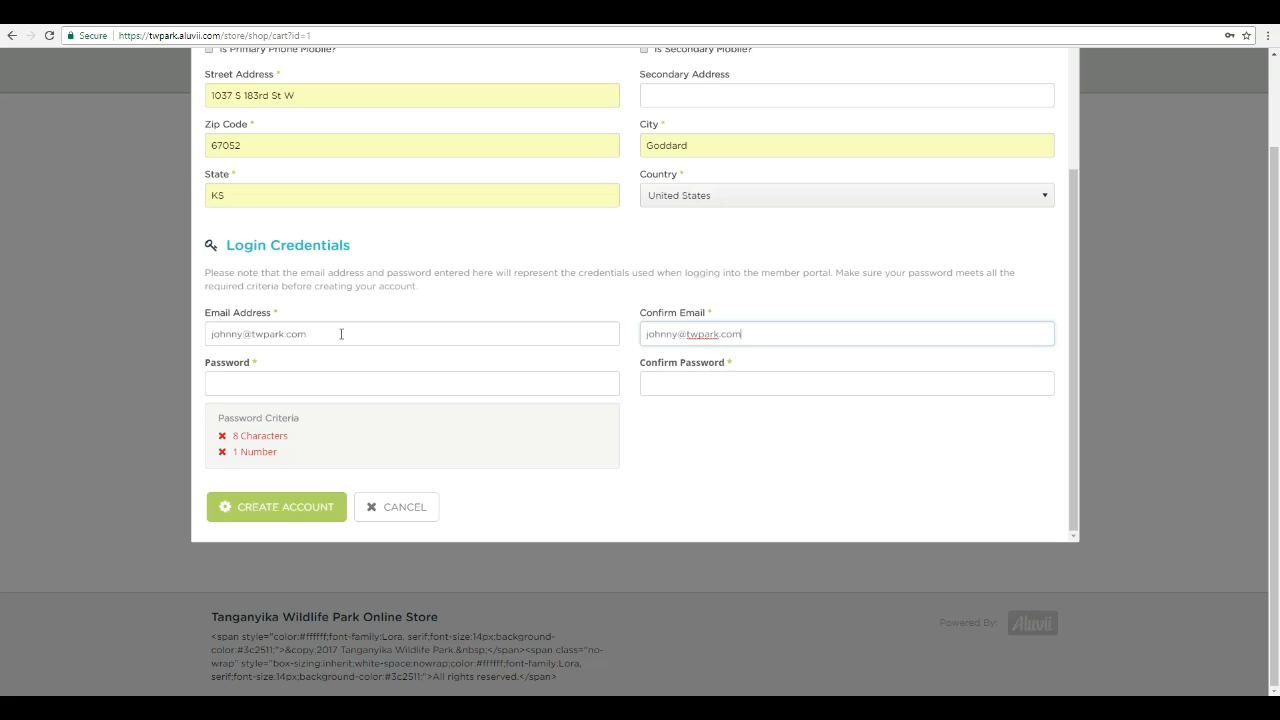 Secure https://twpark.aluvii.com/store/shop/cart?id=1
Is Primary Phone Mobile? Is Secondary Mobile?
Street Address * Secondary Address
1037 S 183rd St W
Zip Code * City *
67052 Goddard
State * Country *
KS United States
Login Credentials
Please note that the email address and password entered here will represent the credentials used when logging into the member portal. Make sure your password meets all the
required criteria before creating your account.
Email Address * Confirm Email *
johnny@twpark.com johnny@twpark.com
Password * Confirm Password *
Password Criteria
8 Characters
1 Number
CREATE ACCOUNT CANCEL
Tanganyika Wildlife Park Online Store
Powered By: Aluvii
<span style="color:#ffffff;font-family:Lora, serif;font-size:14px;background-
color:#3c2511;">&copy;2017 Tanganyika Wildlife Park.&nbsp;</span><span class="no-
wrap" style="box-sizing:inherit;white-space:nowrap;color:#ffffff;font-family:Lora,
serif;font-size:14px;background-color:#3c2511;">All rights reserved.</span>